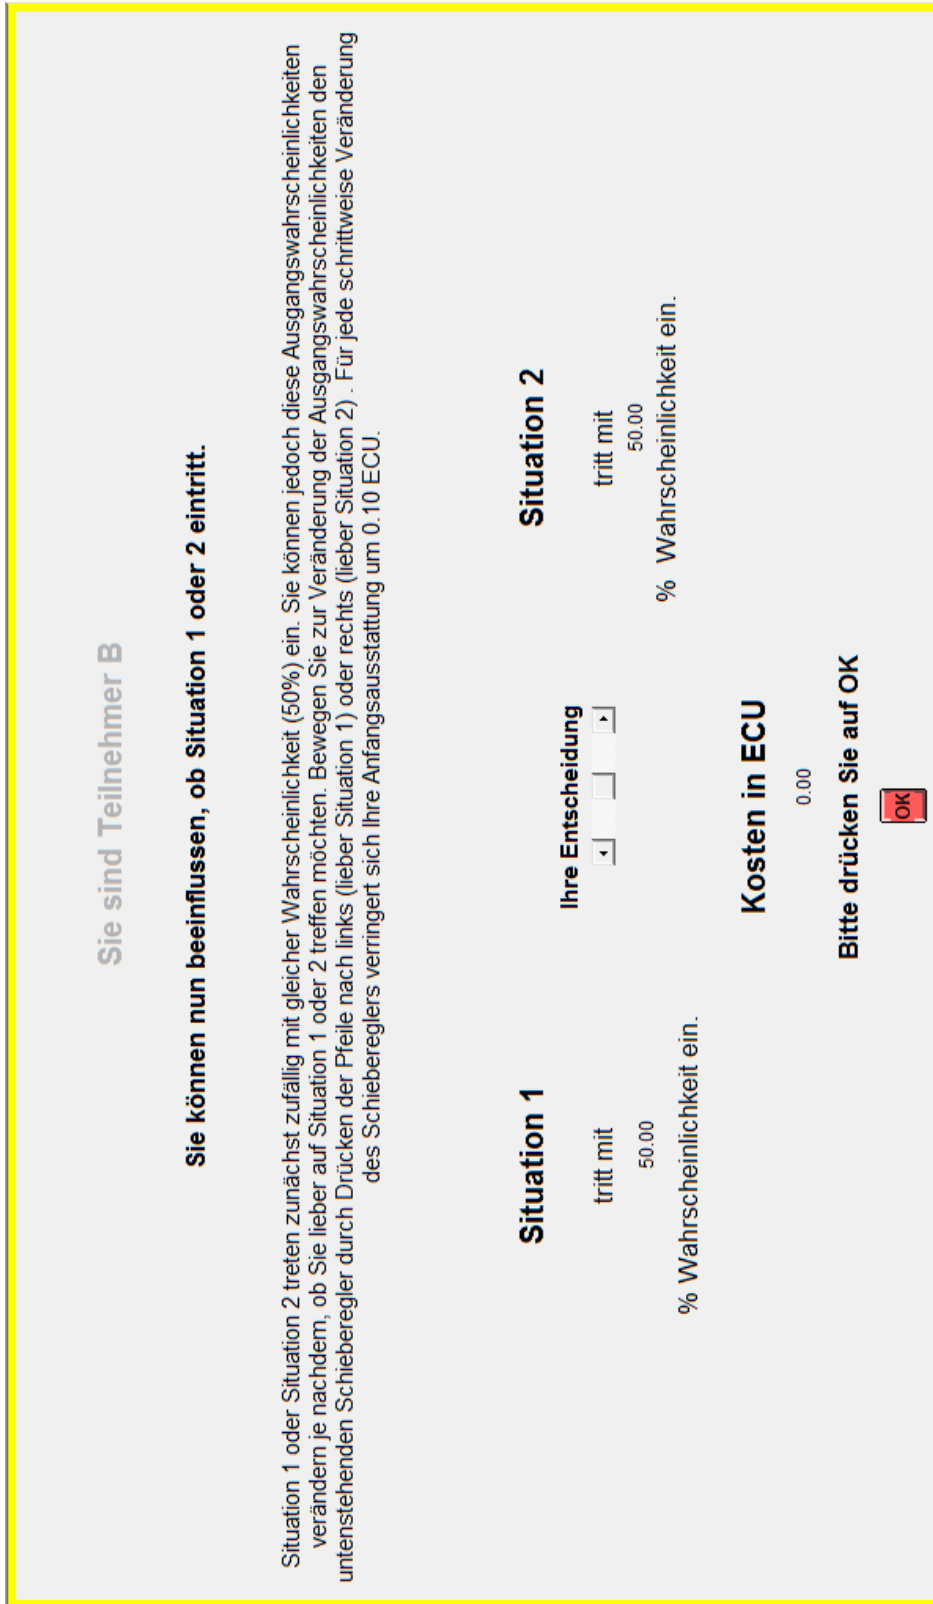 Sie sind Teilnehmer B
Sie können nun beeinflussen, ob Situation 1 oder 2 eintritt.
Situation 1 oder Situation 2 treten zunächst zufällig mit gleicher Wahrscheinlichkeit (50%) ein. Sie können jedoch diese Ausgangswahrscheinlichkeiten
verändern je nachdem, ob Sie lieber auf Situation 1 oder 2 treffen möchten. Bewegen Sie zur Veränderung der Ausgangswahrscheinlichkeiten den
untenstehenden Schieberegler durch Drücken der Pfeile nach links (lieber Situation 1) oder rechts (lieber Situation 2) . Für jede schrittweise Veränderung
des Schiebereglers verringert sich Ihre Anfangsausstattung um 0.10 ECU.
Situation 1
tritt mit
50.00
% Wahrscheinlichkeit ein.
Ihre Entscheidung
Situation 2
tritt mit
50.00
% Wahrscheinlichkeit ein.
Kosten in ECU
0.00
Bitte drücken Sie auf OK
OK